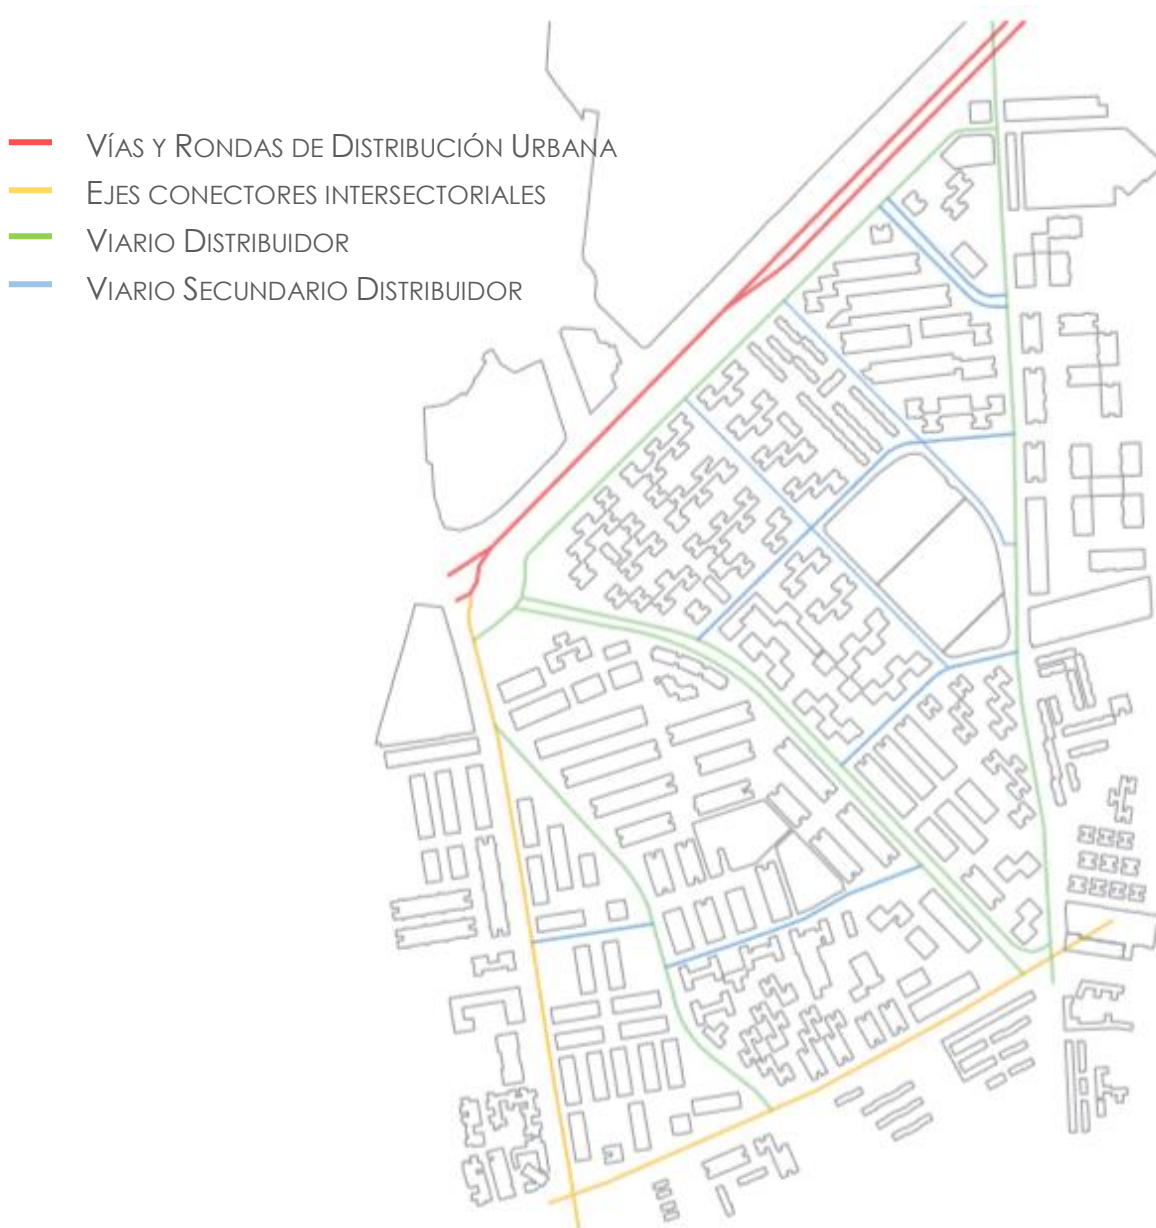 Vías y Rondas de Distribución Urbana
Ejes conectores intersectoriales
Viario Distribuidor
Viario Secundario Distribuidor